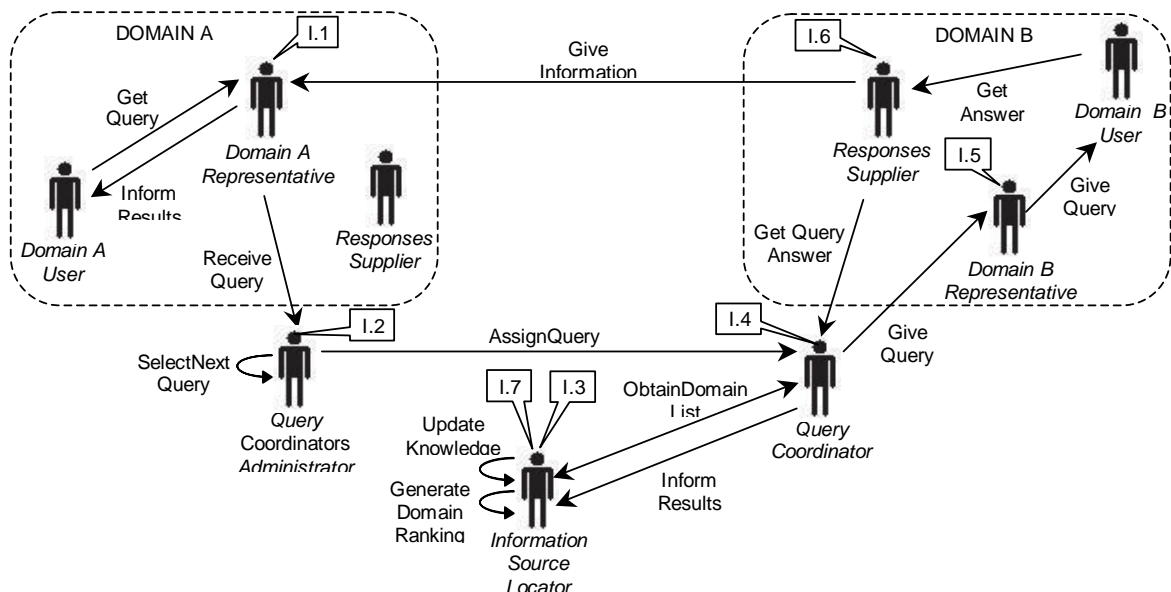 DOMAIN A
I.1
Give
Information
I.6
DOMAIN B
Get
Query
Get
Answer
Domain B
User
Domain A
Representative
Responses
Supplier
I.5
Inform
Results
Give
Query
Domain A
User
Responses
Supplier
Receive
Query
Get Query
Answer
Domain B
Representative
I.2
I.4
SelectNext
Query
AssignQuery
Give
Query
I.7
I.3
ObtainDomain
List
Query
Coordinators
Administrator
Update
Knowledge
Query
Coordinator
Generate
Domain
Ranking
Inform
Results
Information
Source
Locator